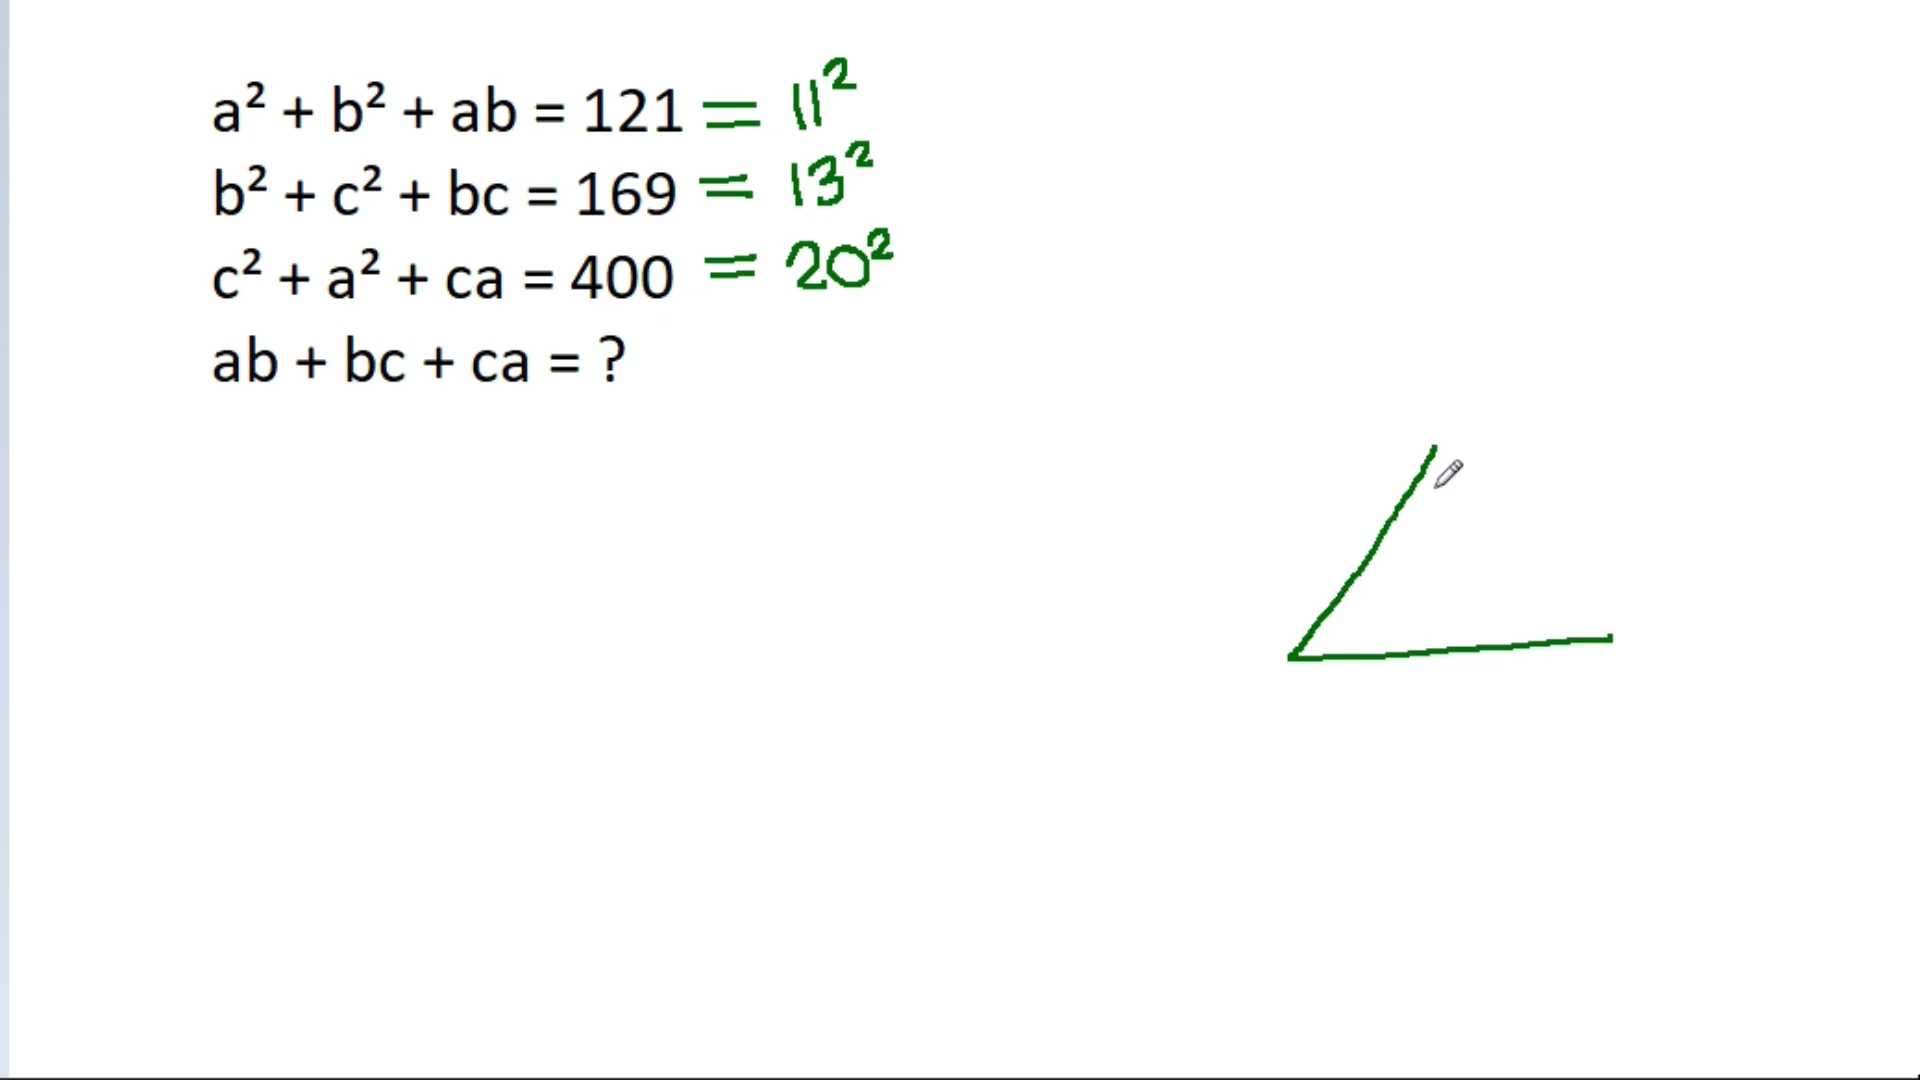 a² + b² + ab = 121 = 11²
b² + c² + bc = 169 = 13²
c² + a² + ca = 400 = 20²
ab + bc + ca = ?